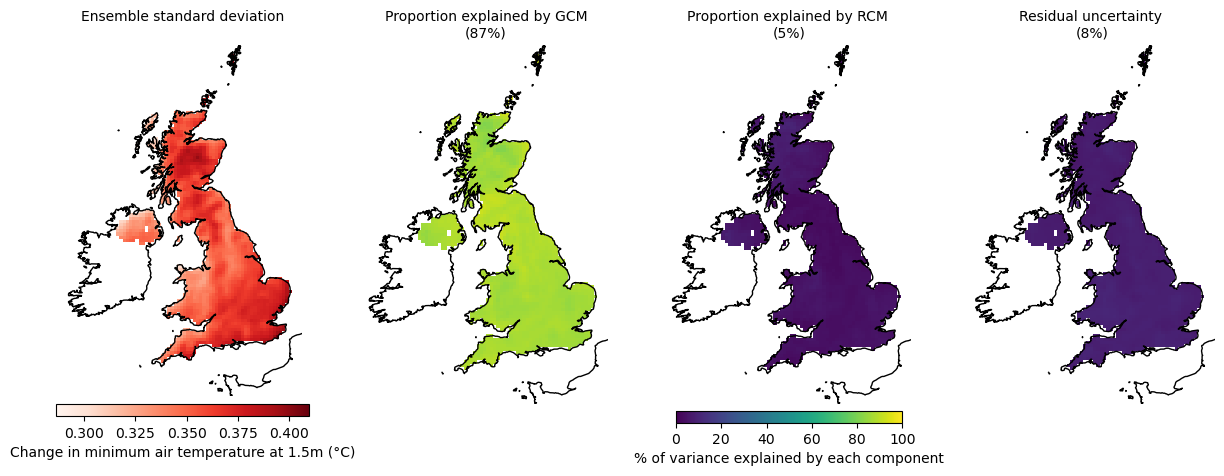 Ensemble standard deviation
Proportion explained by GCM
(87%)
Proportion explained by RCM
(5%)
Residual uncertainty
(8%)
0.300 0.325 0.350 0.375 0.400
Change in minimum air temperature at 1.5m (°C)
0 20 40 60 80 100
% of variance explained by each component